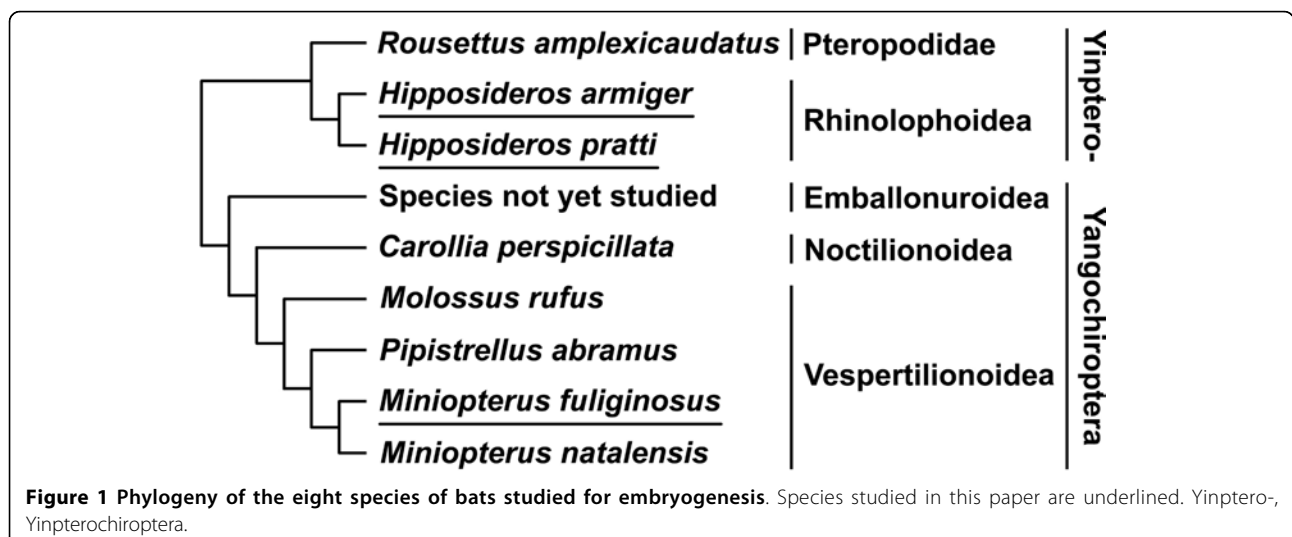 Rousettus amplexicaudatus
Pteropodidae
Hipposideros armiger
Rhinolophoidea
Hipposideros pratti
Yinptero-
Species not yet studied
Emballonuroidea
Carollia perspicillata
Noctilionoidea
Molossus rufus
Pipistrellus abramus
Vespertilionoidea
Miniopterus fuliginosus
Miniopterus natalensis
Yangochiroptera
Figure 1 Phylogeny of the eight species of bats studied for embryogenesis. Species studied in this paper are underlined. Yinptero-,
Yinpterochiroptera.